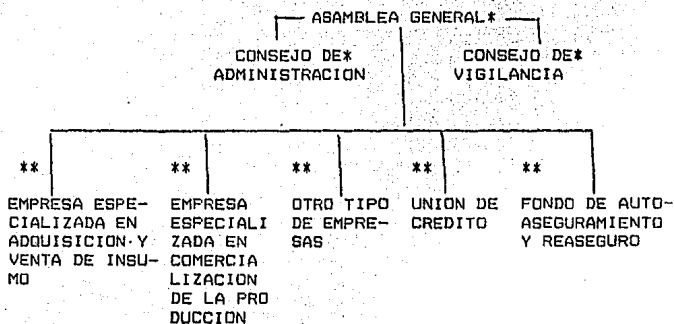 ASAMBLEA GENERAL*
CONSEJO DE*
ADMINISTRACION
CONSEJO DE*
VIGILANCIA
**
EMPRESA ESPE-
CIALIZADA EN
ADQUISICION Y
VENTA DE INSU-
MO
**
EMPRESA
ESPECIALI
ZADA EN
COMERCIA
LIZACION
DE LA PRO
DUCCION
**
OTRO TIPO
DE EMPRE-
SAS
**
UNION DE
CREDITO
**
FONDO DE AUTO-
ASEGURAMIENTO
Y REASEGURO